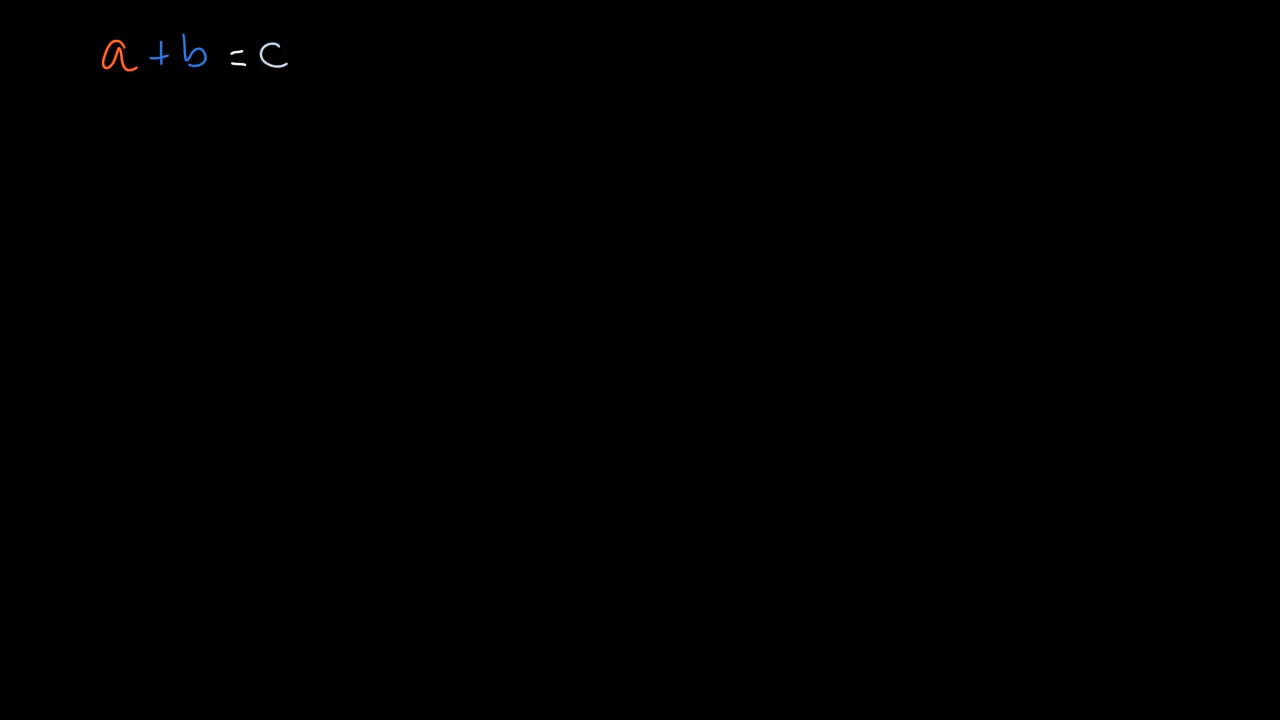 a + b = c